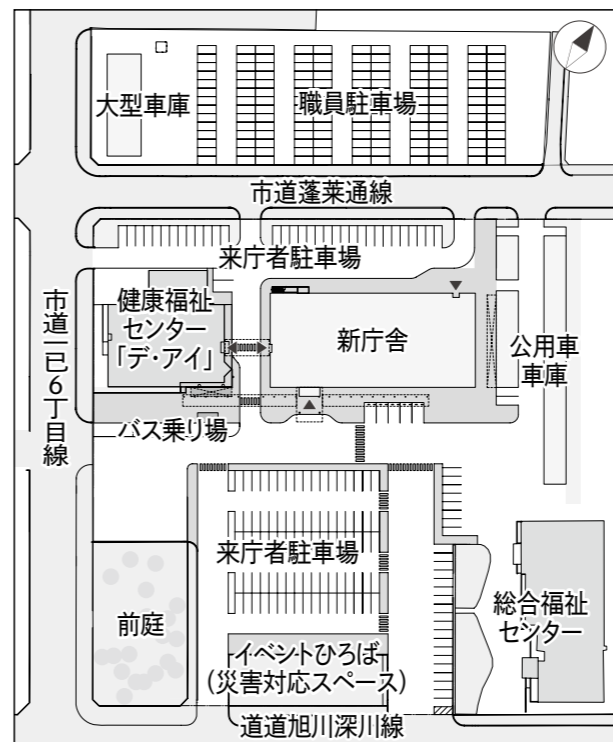 大型車庫
職員駐車場
市道蓬莱通線
来庁者駐車場
市道一已6丁目線
健康福祉
センター
「デ・アイ」
新庁舎
公用車
車庫
バス乗り場
来庁者駐車場
前庭
イベントひろば
(災害対応スペース)
総合福祉
センター
道道旭川深川線